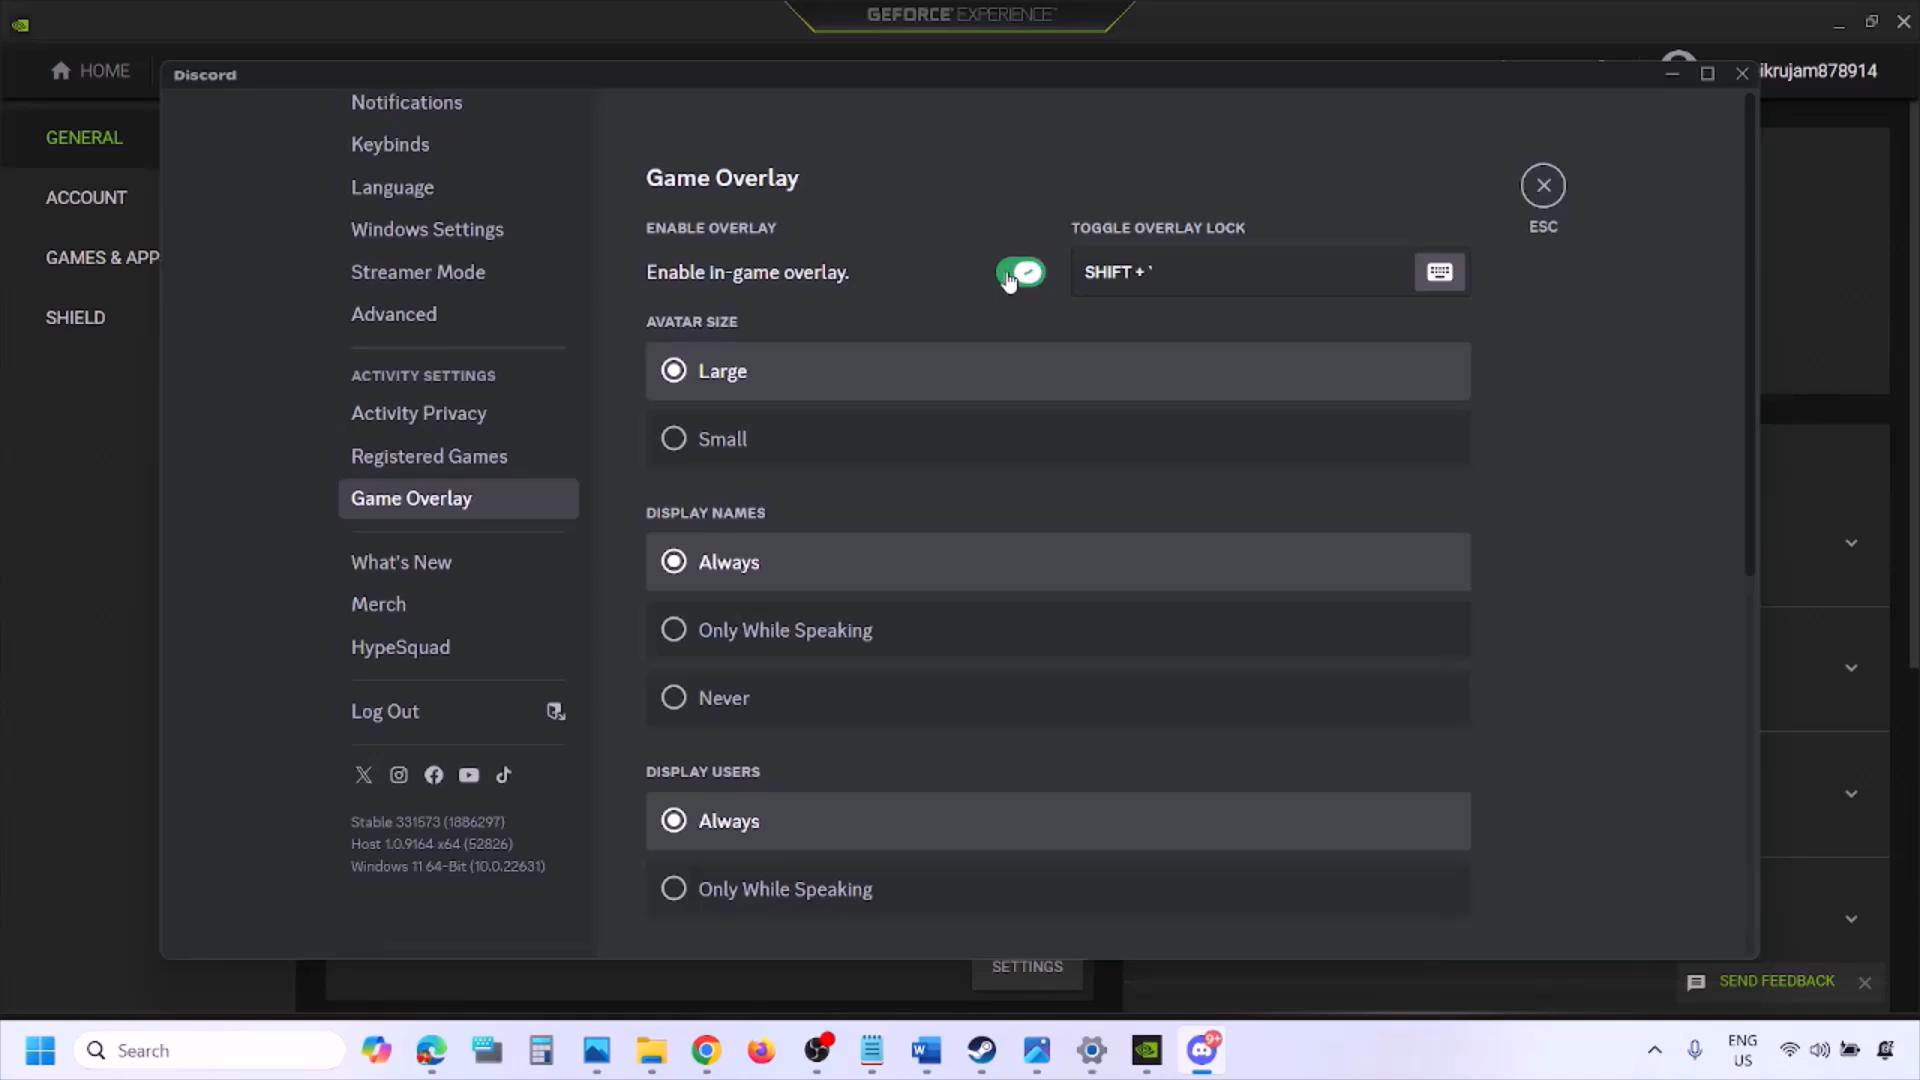 GEFORCE EXPERIENCE
HOME
ikrujam878914
GENERAL
ACCOUNT
GAMES & APP
SHIELD
Discord
Notifications
Keybinds
Language
Windows Settings
Streamer Mode
Advanced
ACTIVITY SETTINGS
Activity Privacy
Registered Games
Game Overlay
What's New
Merch
HypeSquad
Log Out
Stable 331573 (1886297)
Host 1.0.9164 x64 (52826)
Windows 11 64-Bit (10.0.22631)
Game Overlay
ESC
ENABLE OVERLAY
TOGGLE OVERLAY LOCK
Enable in-game overlay.
SHIFT + `
AVATAR SIZE
Large
Small
DISPLAY NAMES
Always
Only While Speaking
Never
DISPLAY USERS
Always
Only While Speaking
SETTINGS
SEND FEEDBACK
Search
9+
ENG
US